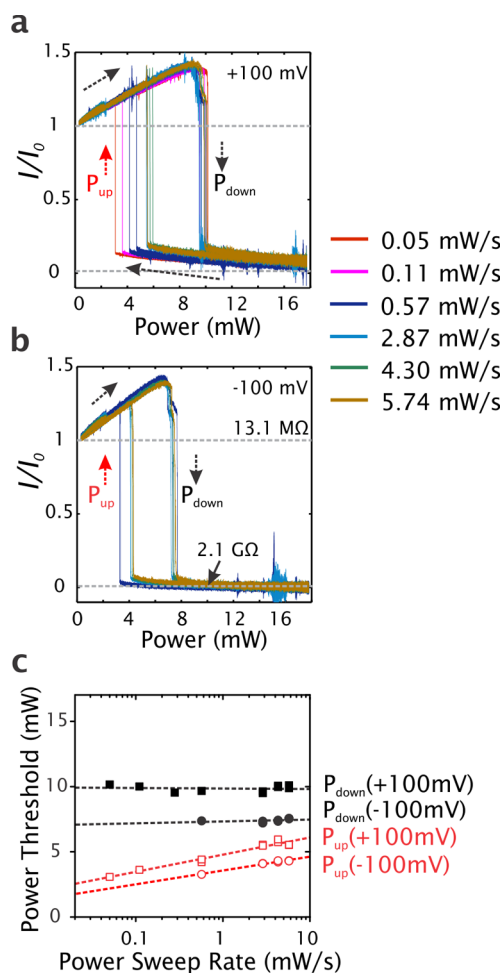 a
+100 mV
1.5
1
0.5
0
I/I0
Pup
Pdown
0 4 8 12 16
Power (mW)
0.05 mW/s
0.11 mW/s
0.57 mW/s
2.87 mW/s
4.30 mW/s
5.74 mW/s
b
-100 mV
1.5
1
0.5
0
I/I0
13.1 MΩ
Pup
Pdown
2.1 GΩ
0 4 8 12 16
Power (mW)
c
Power Threshold (mW)
15
10
5
0
Pdown(+100mV)
Pdown(-100mV)
Pup(+100mV)
Pup(-100mV)
0.1 1 10
Power Sweep Rate (mW/s)